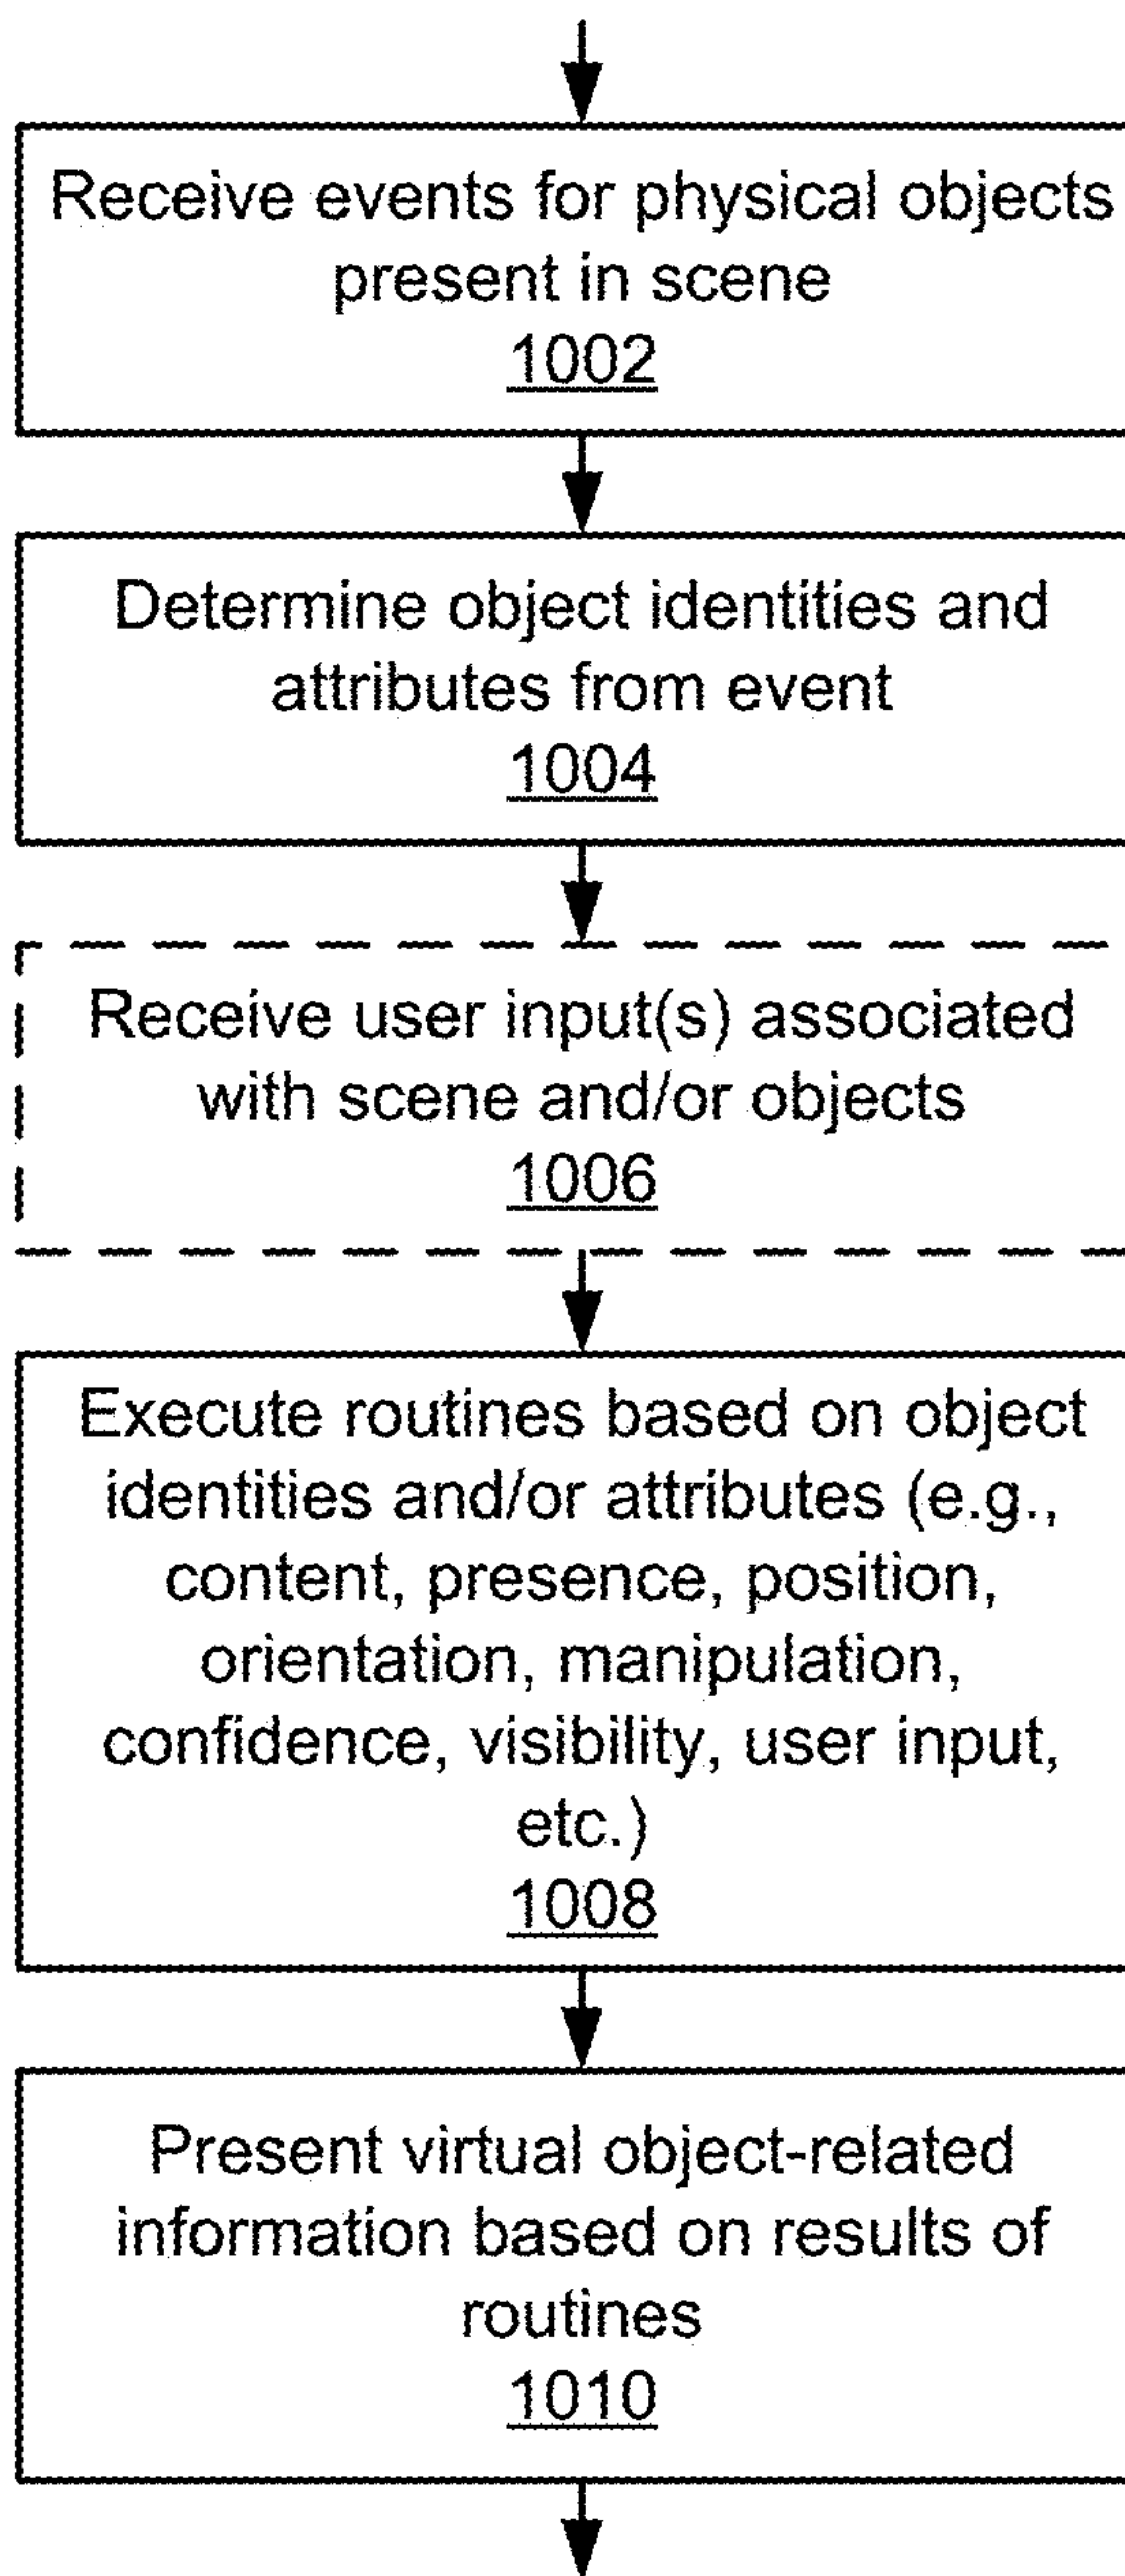 Receive events for physical objects
present in scene
1002
Determine object identities and
attributes from event
1004
Receive user input(s) associated
with scene and/or objects
1006
Execute routines based on object
identities and/or attributes (e.g.,
content, presence, position,
orientation, manipulation,
confidence, visibility, user input,
etc.)
1008
Present virtual object-related
information based on results of
routines
1010